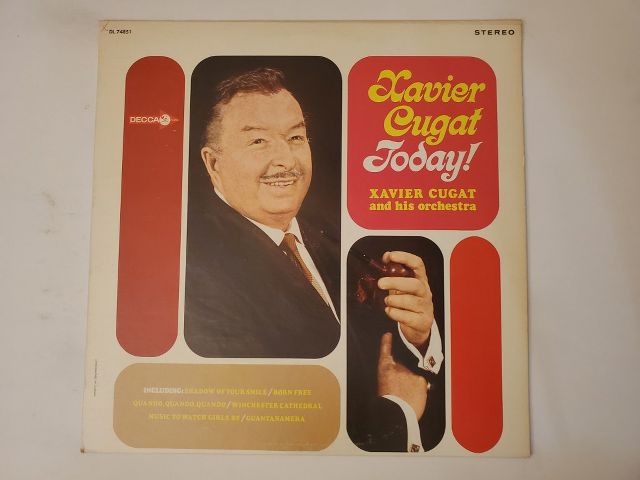 DL 74851
STEREO
DECCA
Xavier
Cugat
Today!
XAVIER CUGAT
and his orchestra
INCLUDING: SHADOW OF YOUR SMILE / BORN FREE
QUANDO, QUANDO, QUANDO / WINCHESTER CATHEDRAL
MUSIC TO WATCH GIRLS BY / GUANTANAMERA